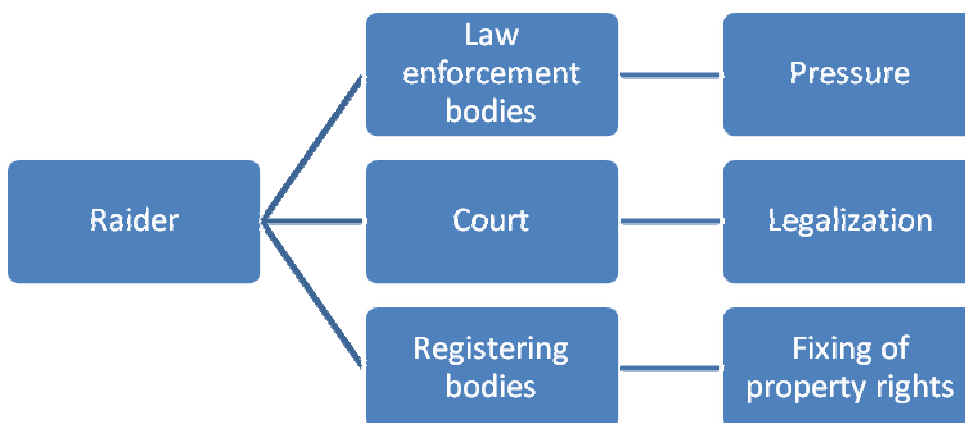 Raider
Law
enforcement
bodies
Pressure
Court
Legalization
Registering
bodies
Fixing of
property rights